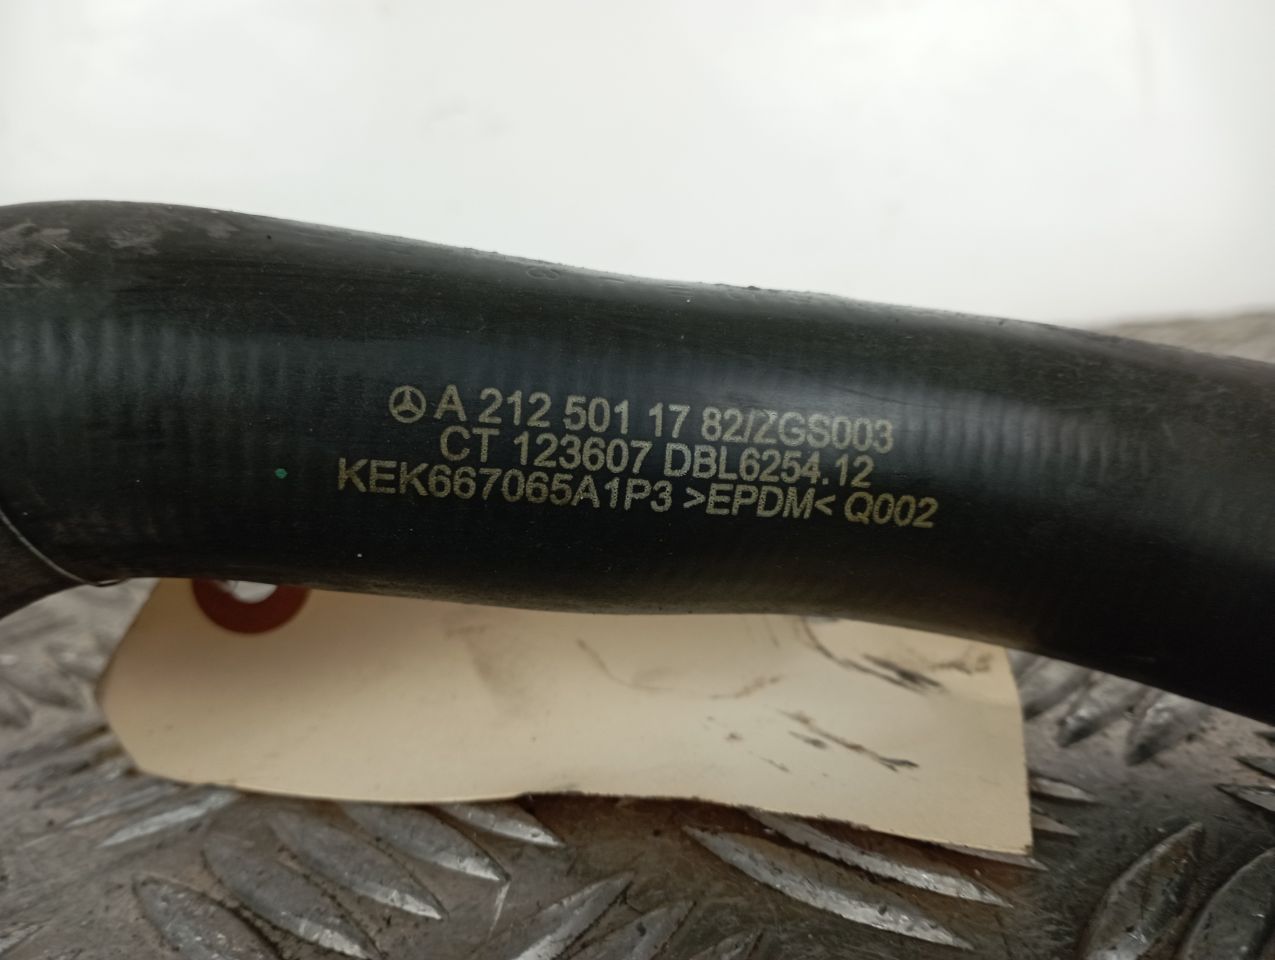 A 212 501 17 82/ZGS003
CT 123607 DBL6254.12
KEK667065A1P3 >EPDM< Q002